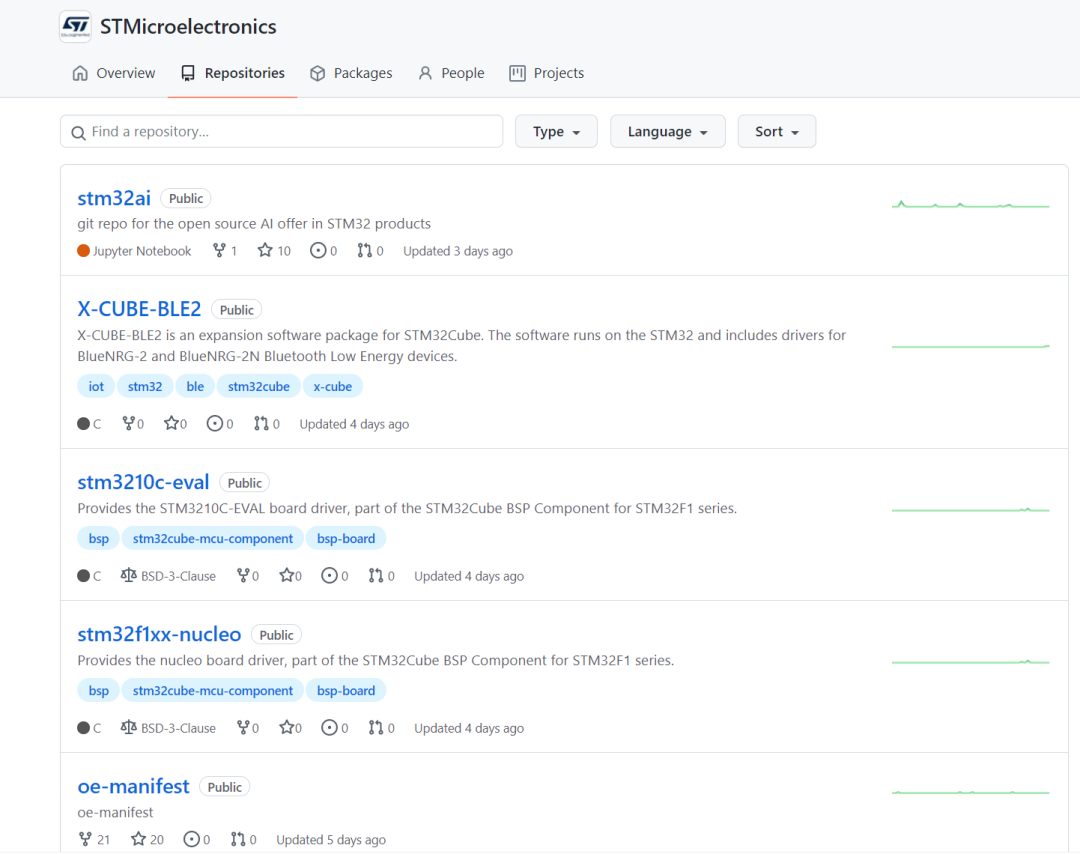 STMicroelectronics
Overview Repositories Packages People Projects
Find a repository... Type Language Sort
stm32ai Public
git repo for the open source AI offer in STM32 products
Jupyter Notebook 1 10 0 0 Updated 3 days ago
X-CUBE-BLE2 Public
X-CUBE-BLE2 is an expansion software package for STM32Cube. The software runs on the STM32 and includes drivers for
BlueNRG-2 and BlueNRG-2N Bluetooth Low Energy devices.
iot stm32 ble stm32cube x-cube
C 0 0 0 0 Updated 4 days ago
stm3210c-eval Public
Provides the STM3210C-EVAL board driver, part of the STM32Cube BSP Component for STM32F1 series.
bsp stm32cube-mcu-component bsp-board
C BSD-3-Clause 0 0 0 0 Updated 4 days ago
stm32f1xx-nucleo Public
Provides the nucleo board driver, part of the STM32Cube BSP Component for STM32F1 series.
bsp stm32cube-mcu-component bsp-board
C BSD-3-Clause 0 0 0 0 Updated 4 days ago
oe-manifest Public
oe-manifest
21 20 0 0 Updated 5 days ago